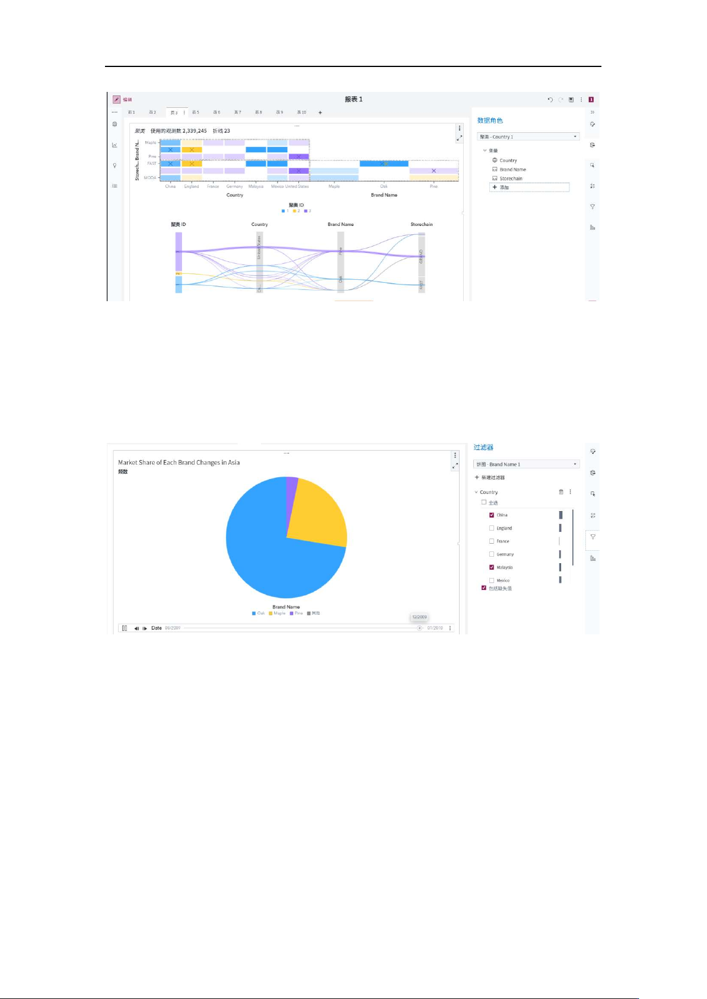 编辑
报表 1
页 1 页 2 页 3 页 5 页 6 页 7 页 8 页 9 页 10
聚类 使用的观测数 2,339,245 折线 23
Storech... Brand N...
Maple
Pine
FAST
MODA
China England France Germany Malaysia Mexico United States Maple Oak Pine
Country Brand Name
聚类 ID
1 2 3
聚类 ID Country Brand Name Storechain
3
2
1
United States
Ch...
Pine
Oak
GRAND
FAST
数据角色
聚类 - Country 1
变量
Country
Brand Name
Storechain
添加
Market Share of Each Brand Changes in Asia
频数
Brand Name
Oak Maple Pine 其他
12/2009
Date 08/2009 01/2010
过滤器
饼图 - Brand Name 1
新建过滤器
Country
全选
China
England
France
Germany
Malaysia
Mexico
包括缺失值